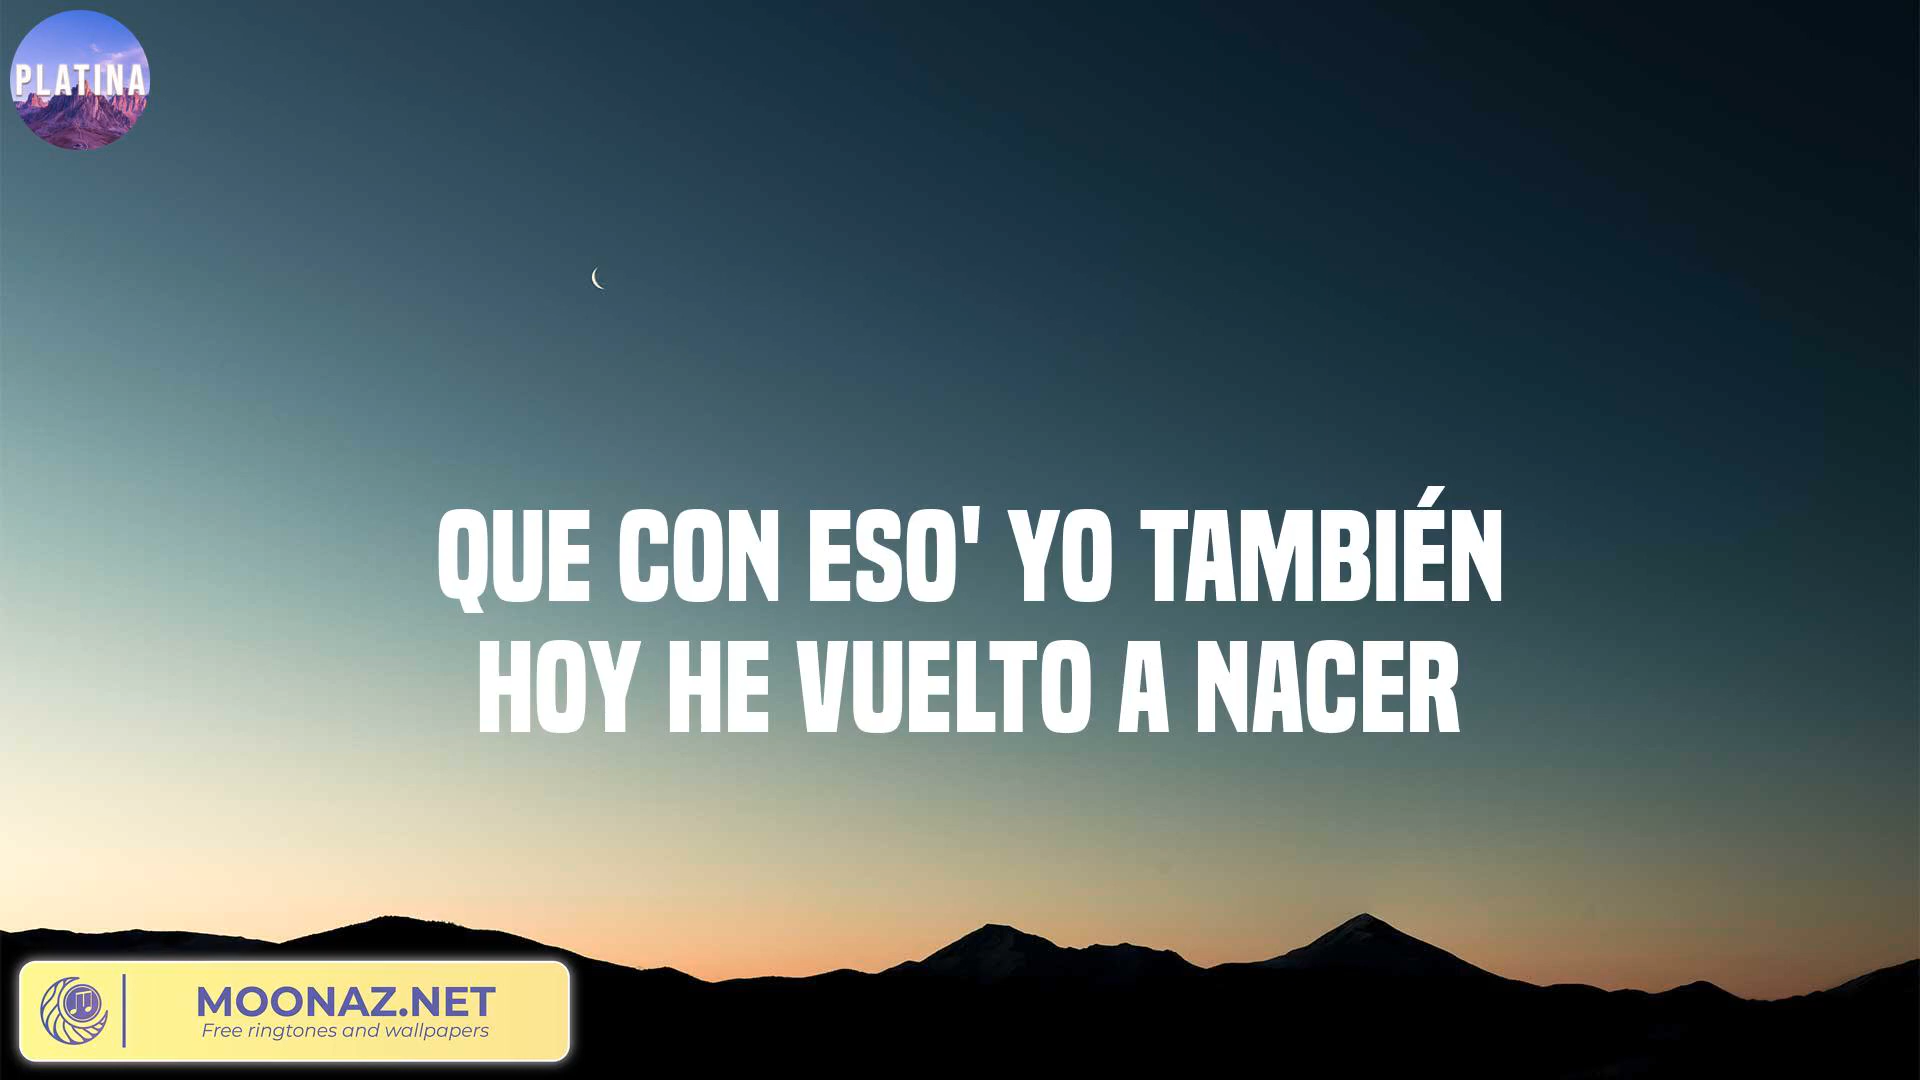 PLATINA
QUE CON ESO' YO TAMBIÉN
HOY HE VUELTO A NACER
MOONAZ.NET
Free ringtones and wallpapers